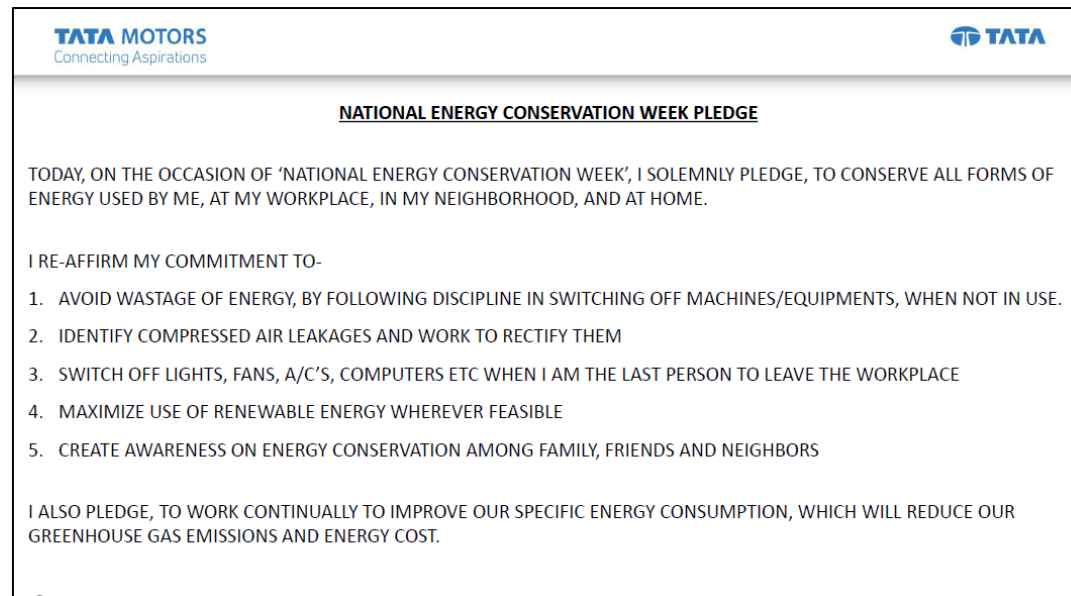 TATA MOTORS
Connecting Aspirations
TATA
NATIONAL ENERGY CONSERVATION WEEK PLEDGE
TODAY, ON THE OCCASION OF ‘NATIONAL ENERGY CONSERVATION WEEK’, I SOLEMNLY PLEDGE, TO CONSERVE ALL FORMS OF
ENERGY USED BY ME, AT MY WORKPLACE, IN MY NEIGHBORHOOD, AND AT HOME.
I RE-AFFIRM MY COMMITMENT TO-
1. AVOID WASTAGE OF ENERGY, BY FOLLOWING DISCIPLINE IN SWITCHING OFF MACHINES/EQUIPMENTS, WHEN NOT IN USE.
2. IDENTIFY COMPRESSED AIR LEAKAGES AND WORK TO RECTIFY THEM
3. SWITCH OFF LIGHTS, FANS, A/C’S, COMPUTERS ETC WHEN I AM THE LAST PERSON TO LEAVE THE WORKPLACE
4. MAXIMIZE USE OF RENEWABLE ENERGY WHEREVER FEASIBLE
5. CREATE AWARENESS ON ENERGY CONSERVATION AMONG FAMILY, FRIENDS AND NEIGHBORS
I ALSO PLEDGE, TO WORK CONTINUALLY TO IMPROVE OUR SPECIFIC ENERGY CONSUMPTION, WHICH WILL REDUCE OUR
GREENHOUSE GAS EMISSIONS AND ENERGY COST.